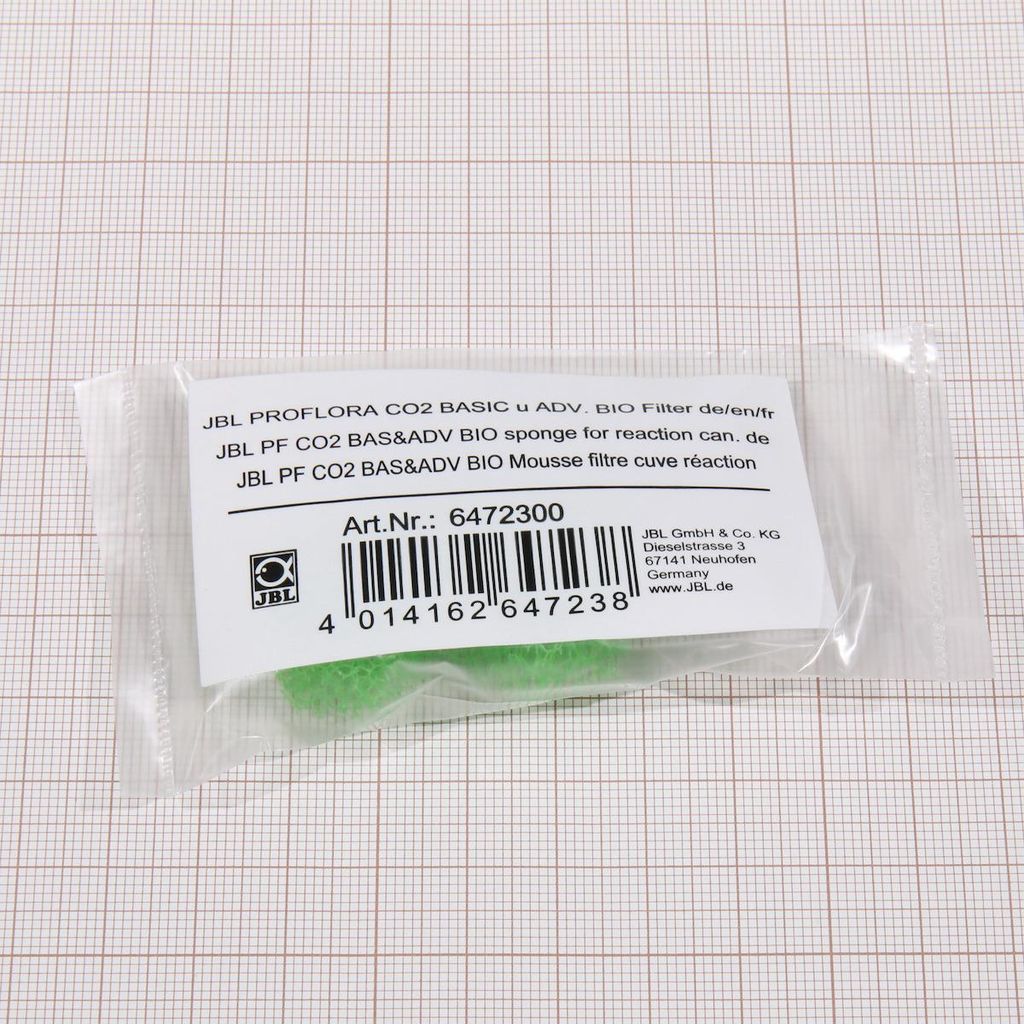 JBL PROFLORA CO2 BASIC u ADV. BIO Filter de/en/fr
JBL PF CO2 BAS&ADV BIO sponge for reaction can. de
JBL PF CO2 BAS&ADV BIO Mousse filtre cuve réaction
Art.Nr.: 6472300
JBL
4 014162 647238
JBL GmbH & Co. KG
Dieselstrasse 3
67141 Neuhofen
Germany
www.JBL.de